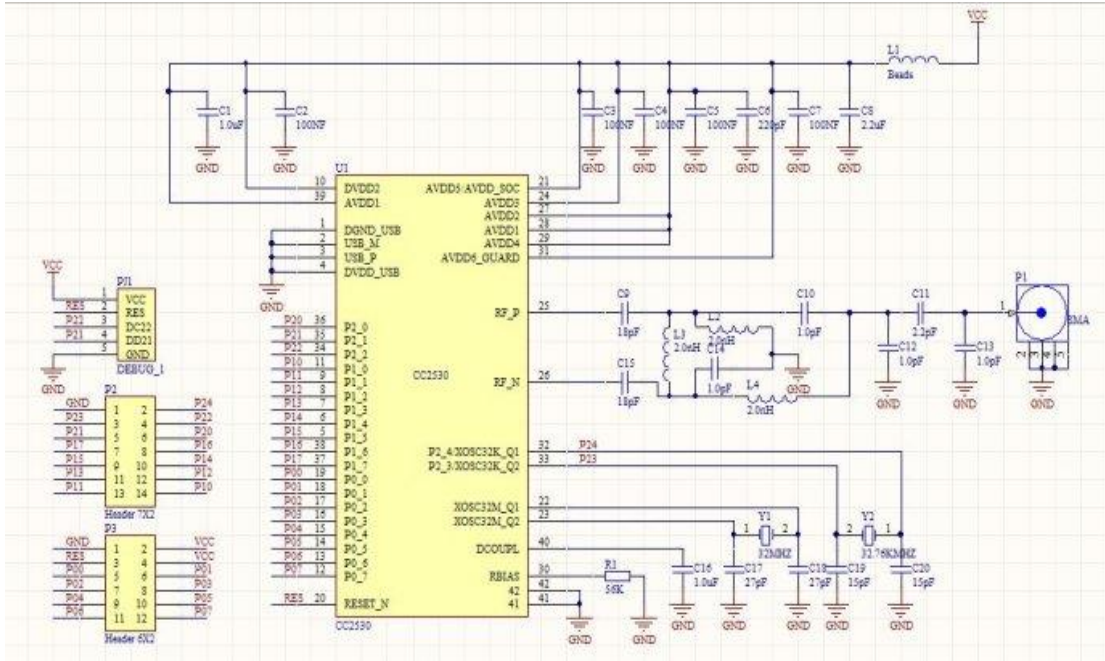 VCC
L1
Beads
C1
1.0uF
C2
100NF
C3
100NF
C4
100NF
C5
100NF
C6
220pF
C7
100NF
C8
2.2uF
GND GND GND GND GND GND GND GND
U1
10 DVDD2
39 AVDD1
1 DGND_USB
2 USB_M
3 USB_P
4 DVDD_USB
GND
P20 36 P2_0
P21 35 P2_1
P22 34 P2_2
P10 11 P1_0
P11 9 P1_1
P12 8 P1_2
P13 7 P1_3
P14 6 P1_4
P15 5 P1_5
P16 38 P1_6
P17 37 P1_7
P00 19 P0_0
P01 18 P0_1
P02 17 P0_2
P03 16 P0_3
P04 15 P0_4
P05 14 P0_5
P06 13 P0_6
P07 12 P0_7
RES 20 RESET_N
CC2530
CC2530
AVDD5/AVDD_SOC 21
AVDD3 24
AVDD2 27
AVDD1 28
AVDD4 29
AVDD6_GUARD 31
RF_P 25
RF_N 26
P2_4/XOSC32K_Q1 32 P24
P2_3/XOSC32K_Q2 33 P23
XOSC32M_Q1 22
XOSC32M_Q2 23
DCOUPL 40
RBIAS 30
42 42
41 41
GND
R1
56K
GND
C9
18pF
C15
18pF
L3
2.0nH
L2
2.0nH
C14
1.0pF
GND
L4
2.0nH
C10
1.0pF
C11
2.2pF
C12
1.0pF
GND
C13
1.0pF
GND
P1
1
SMA
2 3 4 5
GND
C16
1.0uF
GND
Y1
1 2
32MHZ
C17
27pF
GND
C18
27pF
GND
Y2
2 1
32.76KMHZ
C19
15pF
GND
C20
15pF
GND
VCC
PJ1
1 VCC
RES 2 RES
P22 3 DC22
P21 4 DD21
5 GND
GND
DEBUG_1
P2
GND 1 2 P24
P23 3 4 P22
P21 5 6 P20
P17 7 8 P16
P15 9 10 P14
P13 11 12 P12
P11 13 14 P10
Header 7X2
P3
GND 1 2 VCC
RES 3 4 VCC
P00 5 6 P01
P02 7 8 P03
P04 9 10 P05
P06 11 12 P07
Header 6X2